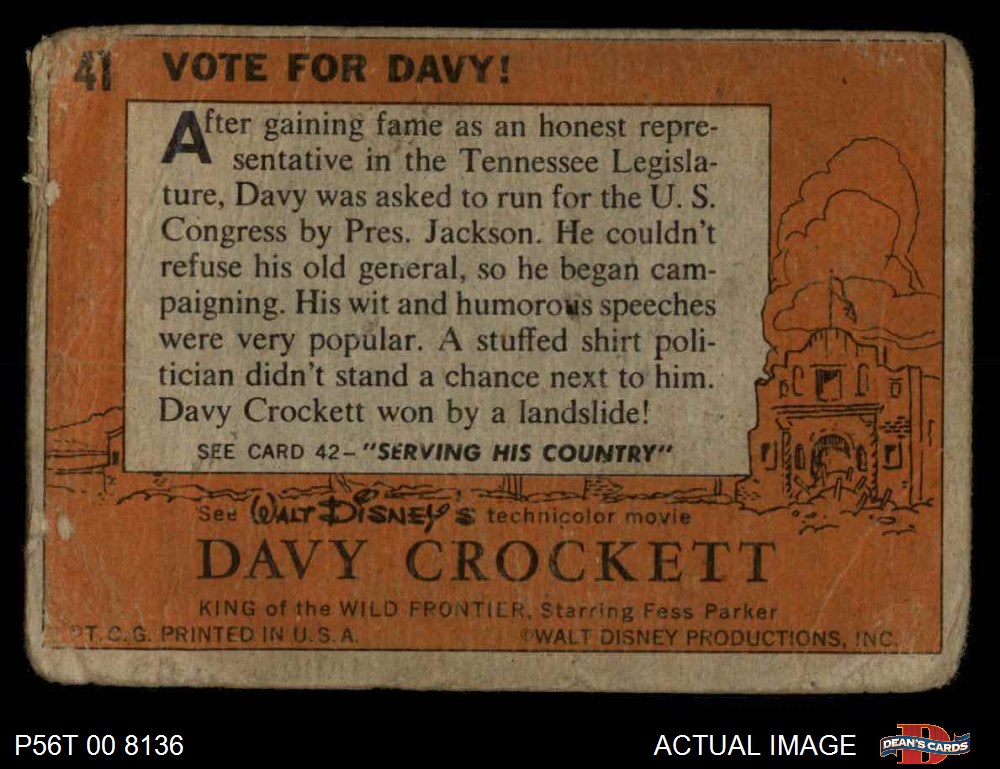 41 VOTE FOR DAVY!
After gaining fame as an honest repre-
sentative in the Tennessee Legisla-
ture, Davy was asked to run for the U. S.
Congress by Pres. Jackson. He couldn't
refuse his old general, so he began cam-
paigning. His wit and humorous speeches
were very popular. A stuffed shirt poli-
tician didn't stand a chance next to him.
Davy Crockett won by a landslide!
SEE CARD 42–"SERVING HIS COUNTRY"
See WALT DISNEY'S technicolor movie
DAVY CROCKETT
KING of the WILD FRONTIER, Starring Fess Parker
T.C.G. PRINTED IN U.S.A. ©WALT DISNEY PRODUCTIONS, INC.
P56T 00 8136 ACTUAL IMAGE DEAN'S CARDS